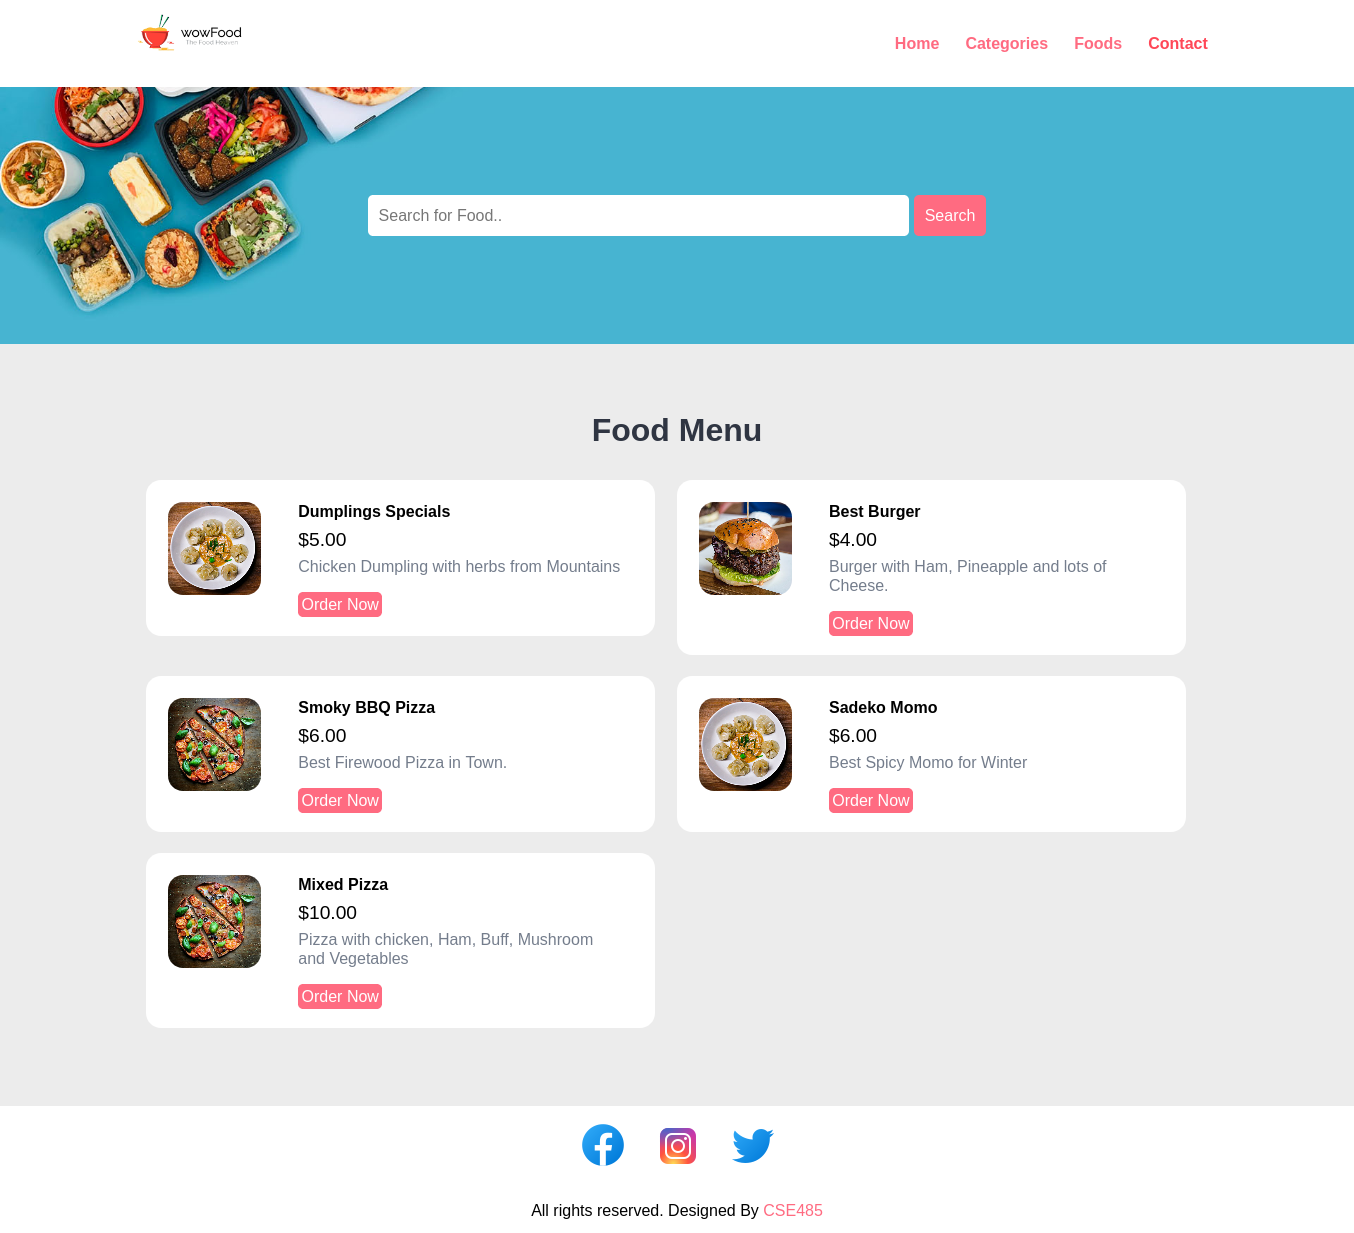 wowFood
The Food Heaven
Home Categories Foods Contact
Search for Food.. Search
Food Menu
Dumplings Specials
$5.00
Chicken Dumpling with herbs from Mountains
Order Now
Best Burger
$4.00
Burger with Ham, Pineapple and lots of
Cheese.
Order Now
Smoky BBQ Pizza
$6.00
Best Firewood Pizza in Town.
Order Now
Sadeko Momo
$6.00
Best Spicy Momo for Winter
Order Now
Mixed Pizza
$10.00
Pizza with chicken, Ham, Buff, Mushroom
and Vegetables
Order Now
All rights reserved. Designed By CSE485